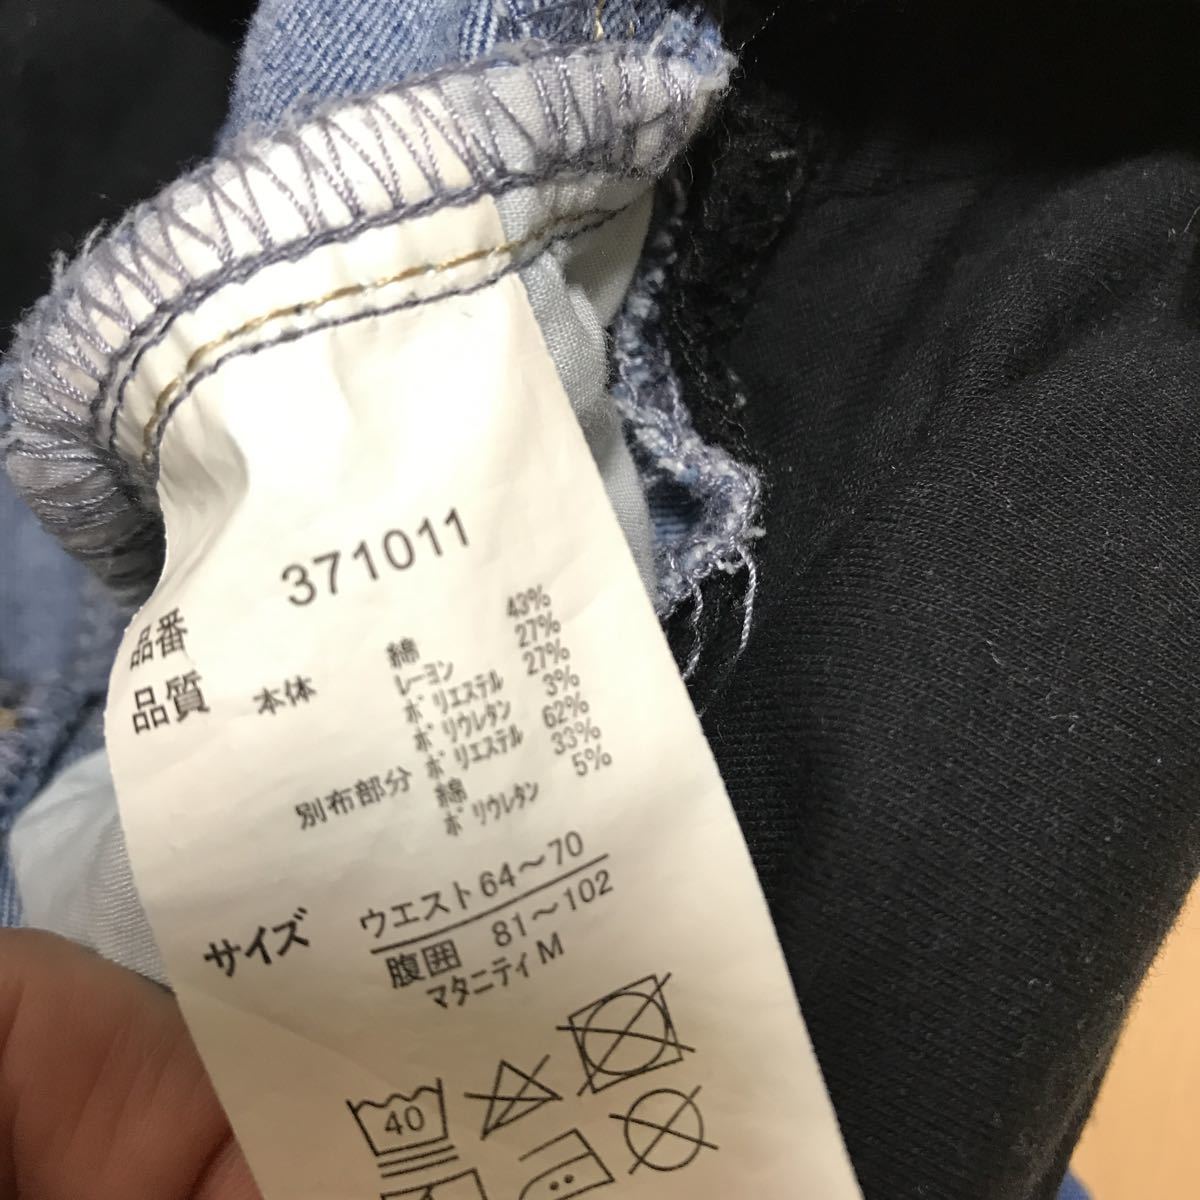 品番 371011
品質 本体 綿 43%
レーヨン 27%
ポリエステル 27%
ポリウレタン 3%
別布部分 ポリエステル 62%
綿 33%
ポリウレタン 5%
サイズ ウエスト64～70
腹囲 81～102
マタニティM
40